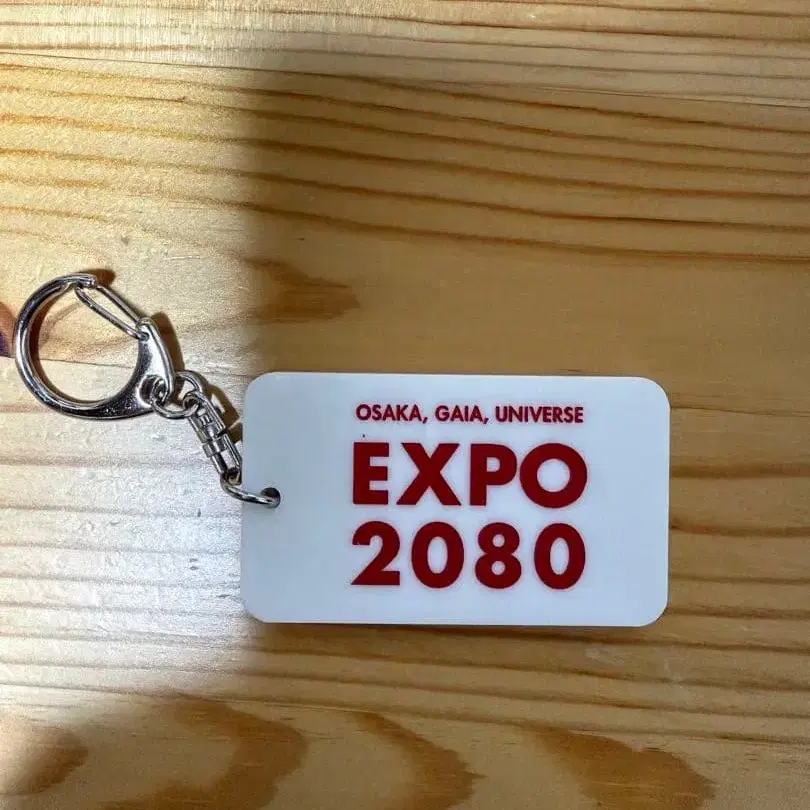 OSAKA, GAIA, UNIVERSE
EXPO
2080